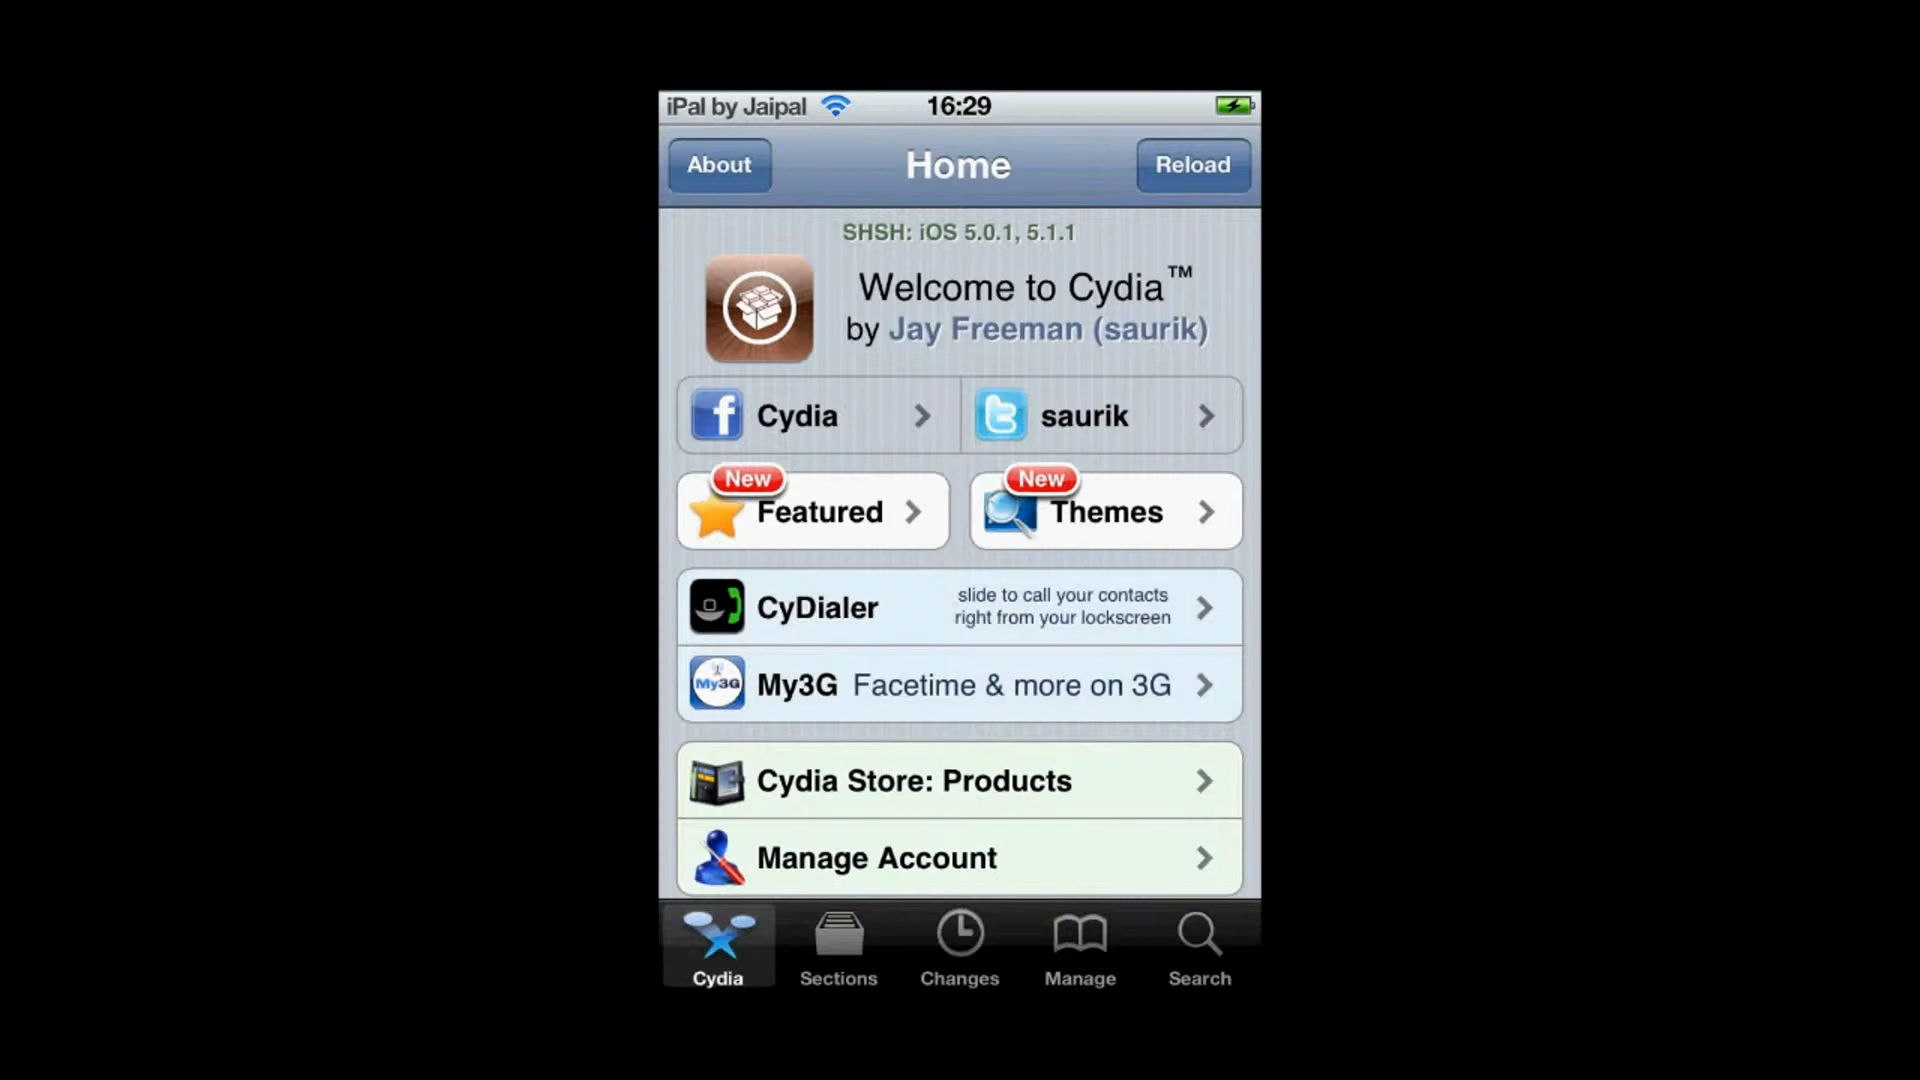 iPal by Jaipal 16:29
About Home Reload
SHSH: iOS 5.0.1, 5.1.1
Welcome to Cydia™
by Jay Freeman (saurik)
f Cydia t saurik
New New
Featured Themes
CyDialer slide to call your contacts
right from your lockscreen
My3G My3G Facetime & more on 3G
Cydia Store: Products
Manage Account
Cydia Sections Changes Manage Search